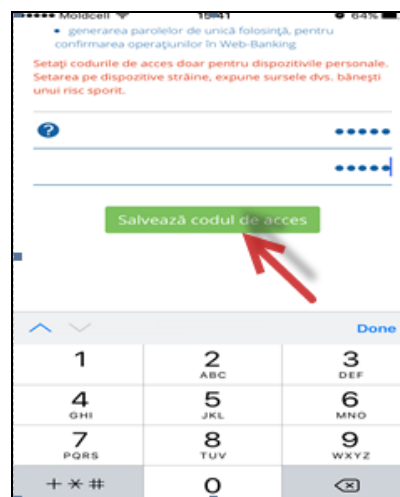 Moldcell 15:41 64%
• generarea parolelor de unică folosință, pentru
confirmarea operațiunilor în Web-Banking
Setați codurile de acces doar pentru dispozitivile personale.
Setarea pe dispozitive străine, expune sursele dvs. bănești
unui risc sporit.
?
Salvează codul de acces
Done
1 2 3
ABC DEF
4 5 6
GHI JKL MNO
7 8 9
PQRS TUV WXYZ
+ * # 0